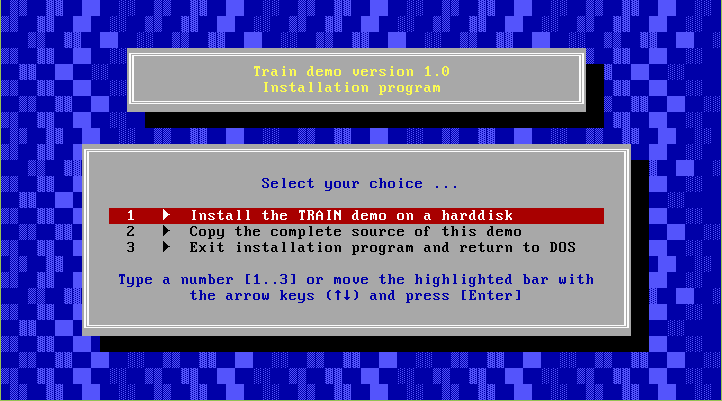 Train demo version 1.0
Installation program
Select your choice ...
1 ► Install the TRAIN demo on a harddisk
2 ► Copy the complete source of this demo
3 ► Exit installation program and return to DOS
Type a number [1..3] or move the highlighted bar with
the arrow keys (↑↓) and press [Enter]